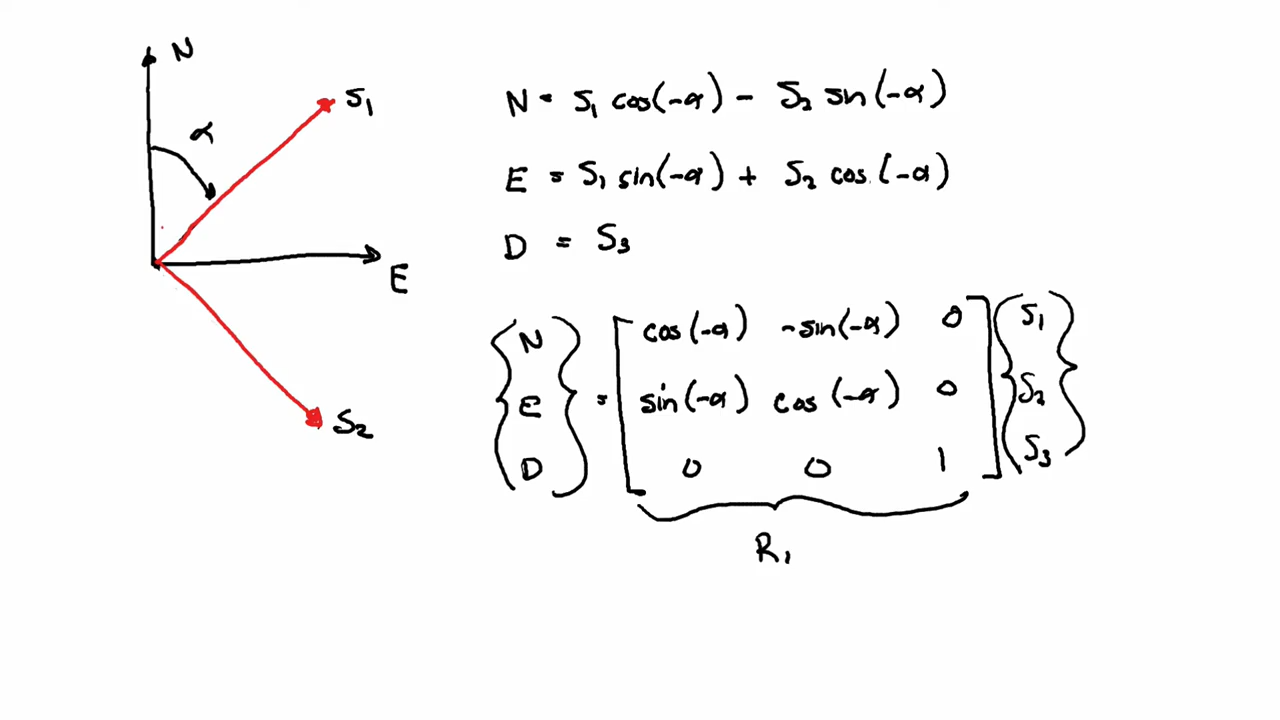 N
S₁
α
E
S₂
N = S₁ cos(-α) - S₂ sin(-α)
E = S₁ sin(-α) + S₂ cos(-α)
D = S₃
{N} = [cos(-α) -sin(-α) 0] {S₁}
{E} = [sin(-α) cos(-α) 0] {S₂}
{D} = [0 0 1] {S₃}
R₁